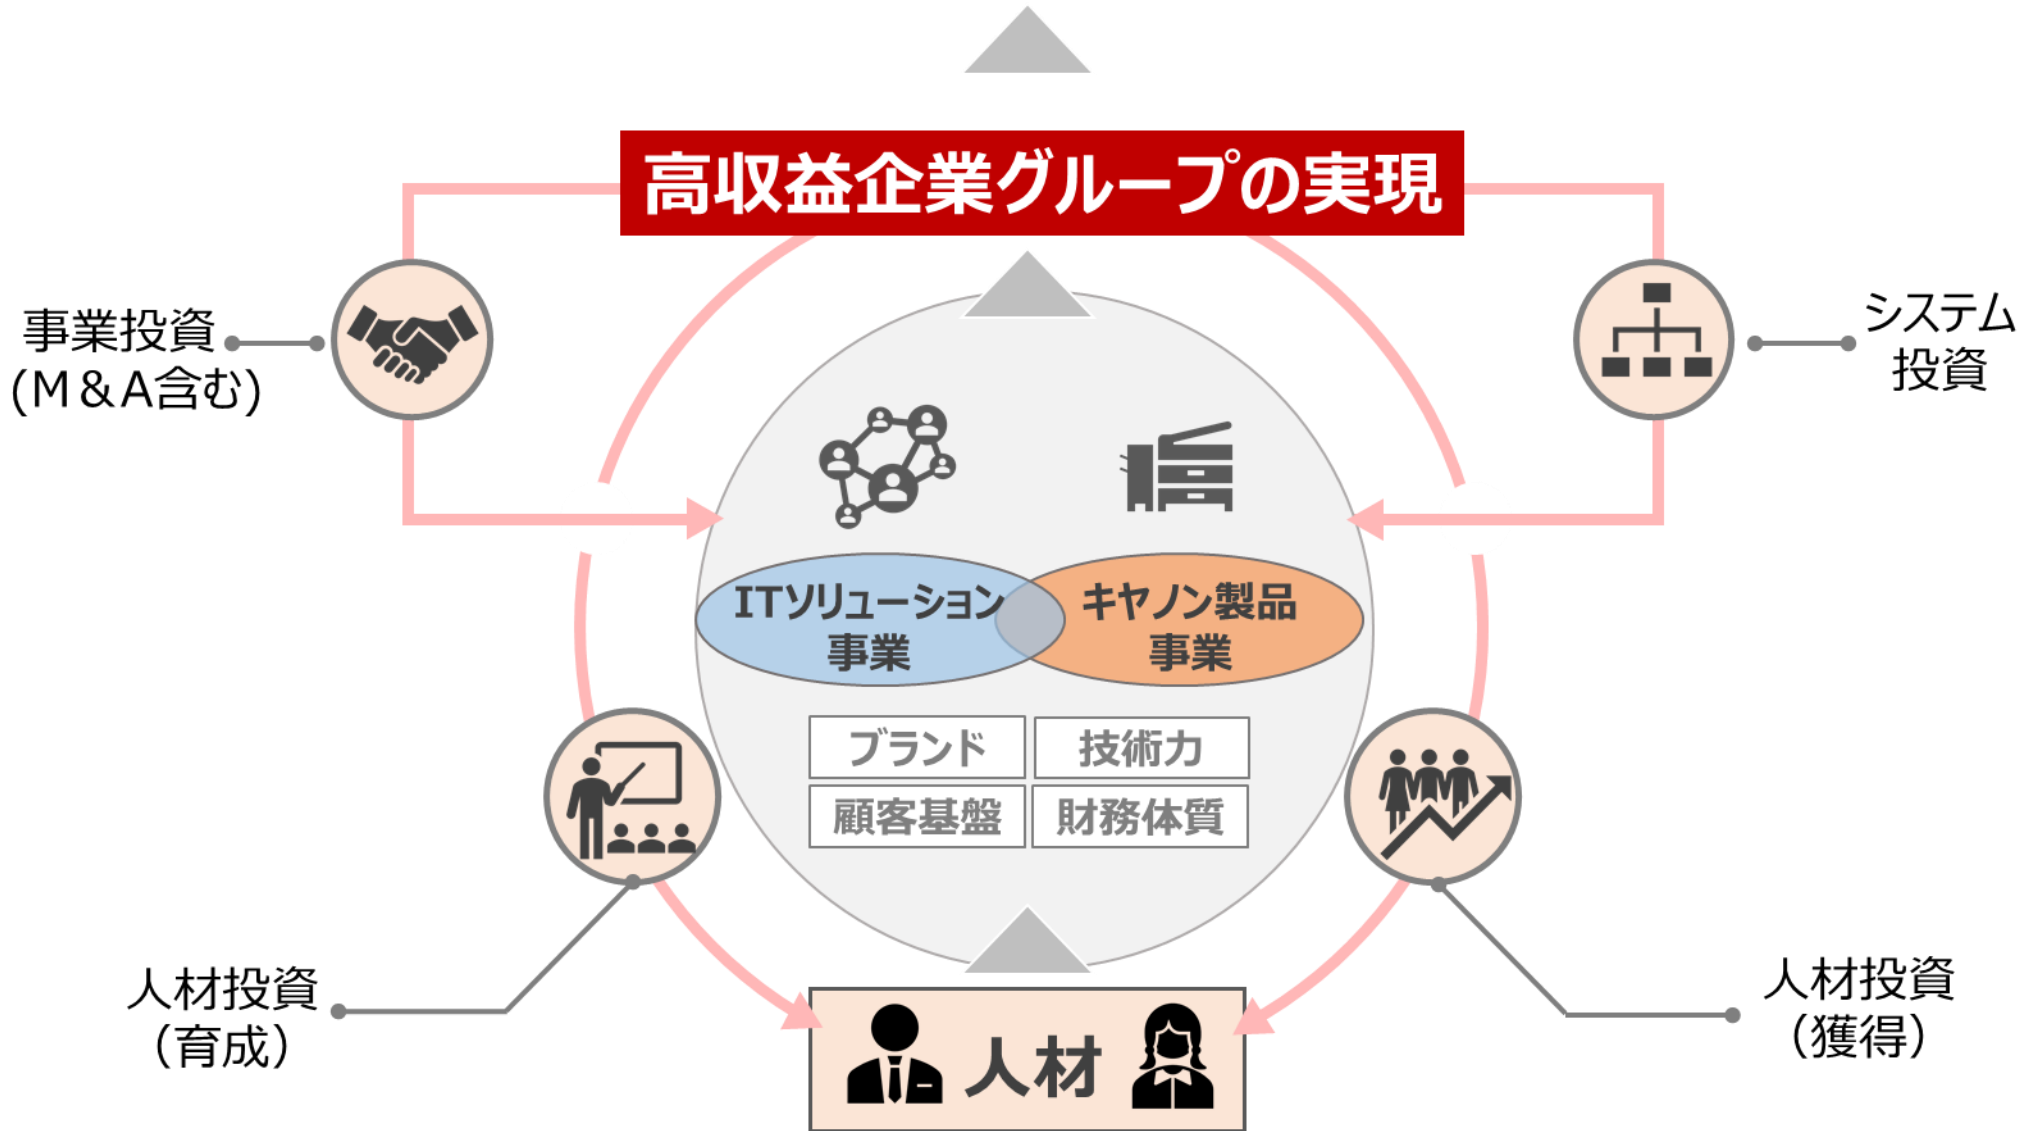 高収益企業グループの実現
事業投資
(M&A含む)
システム
投資
ITソリューション
事業
キヤノン製品
事業
ブランド
技術力
顧客基盤
財務体質
人材投資
(育成)
人材投資
(獲得)
人材